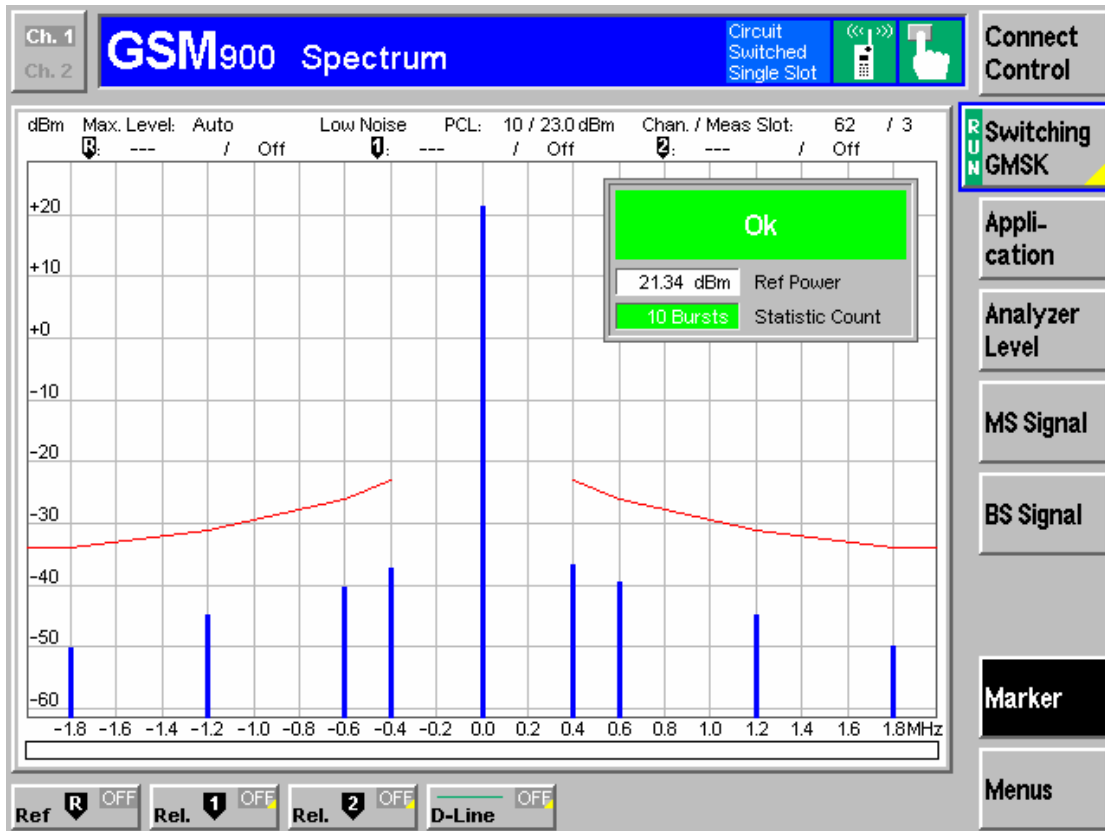 Ch. 1
Ch. 2
GSM900 Spectrum
Circuit
Switched
Single Slot
Connect
Control
dBm Max. Level: Auto Low Noise PCL: 10 / 23.0 dBm Chan. / Meas Slot: 62 / 3
R: --- / Off 1: --- / Off 2: --- / Off
RUN
Switching
GMSK
Ok
21.34 dBm Ref Power
10 Bursts Statistic Count
+20
+10
+0
-10
-20
-30
-40
-50
-60
-1.8 -1.6 -1.4 -1.2 -1.0 -0.8 -0.6 -0.4 -0.2 0.0 0.2 0.4 0.6 0.8 1.0 1.2 1.4 1.6 1.8MHz
Appli-
cation
Analyzer
Level
MS Signal
BS Signal
Marker
Menus
Ref R OFF
Rel. 1 OFF
Rel. 2 OFF
D-Line OFF